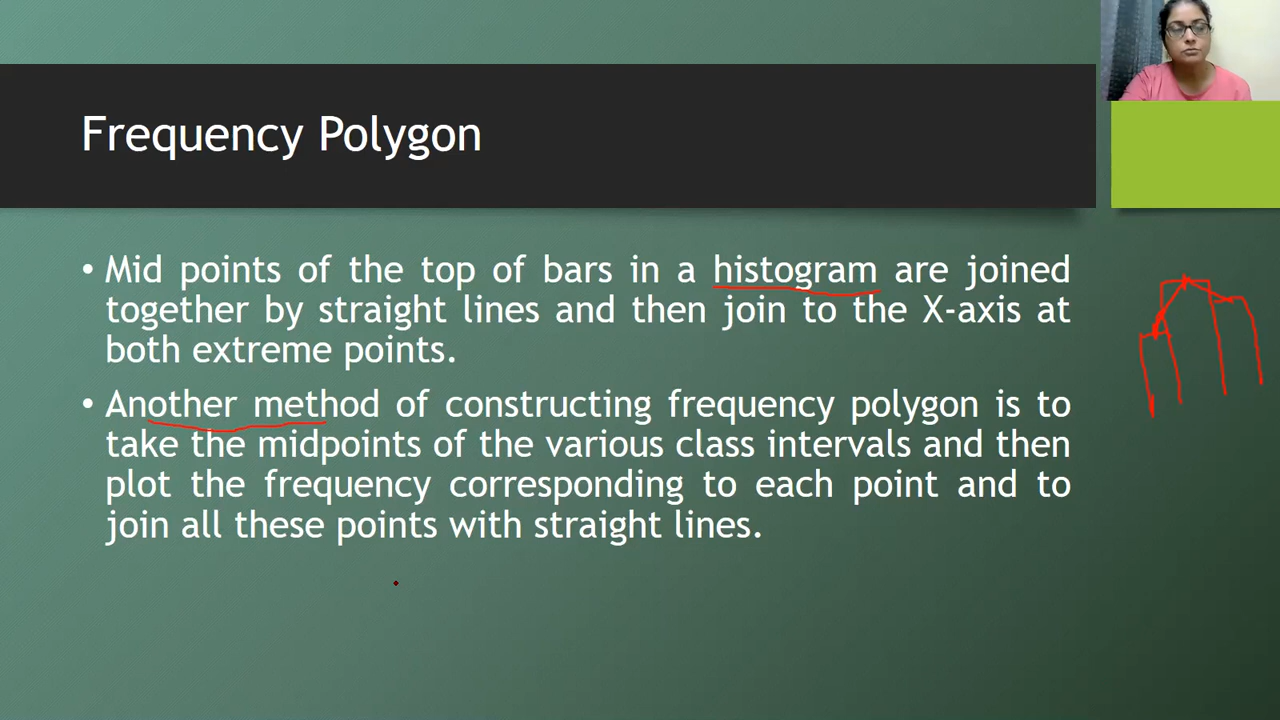 Frequency Polygon
• Mid points of the top of bars in a histogram are joined
together by straight lines and then join to the X-axis at
both extreme points.
• Another method of constructing frequency polygon is to
take the midpoints of the various class intervals and then
plot the frequency corresponding to each point and to
join all these points with straight lines.